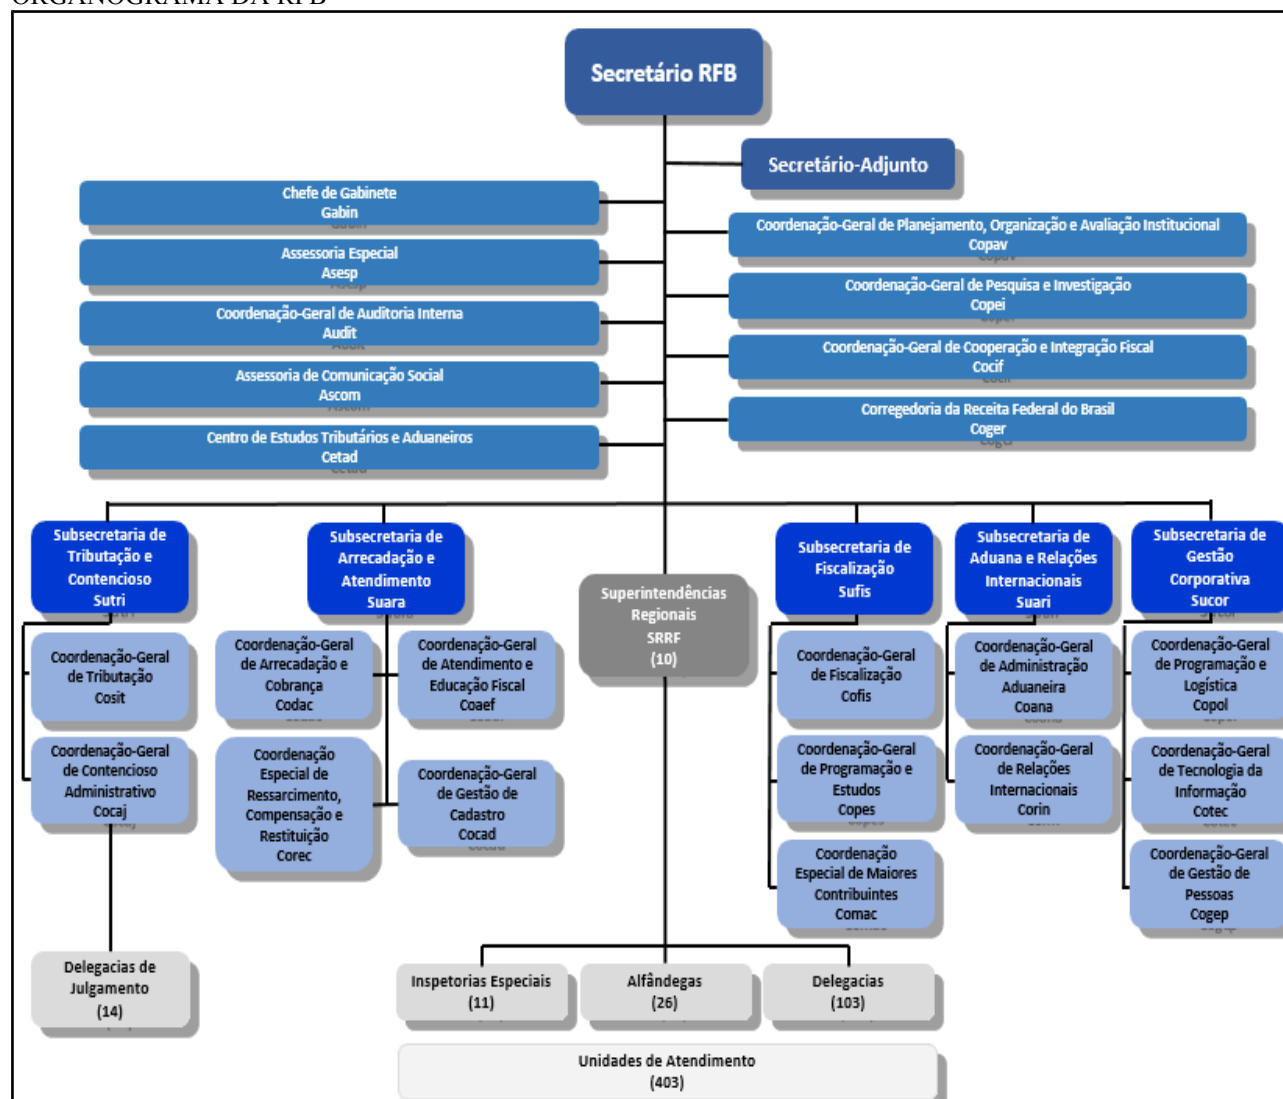 ORGANOGRAMA DA RFB
Secretário RFB
Secretário-Adjunto
Chefe de Gabinete
Gabin
Assessoria Especial
Asesp
Coordenação-Geral de Auditoria Interna
Audit
Assessoria de Comunicação Social
Ascom
Centro de Estudos Tributários e Aduaneiros
Cetad
Coordenação-Geral de Planejamento, Organização e Avaliação Institucional
Copav
Coordenação-Geral de Pesquisa e Investigação
Copei
Coordenação-Geral de Cooperação e Integração Fiscal
Cocif
Corregedoria da Receita Federal do Brasil
Coger
Subsecretaria de
Tributação e
Contencioso
Sutri
Coordenação-Geral
de Tributação
Cosit
Coordenação-Geral
de Contencioso
Administrativo
Cocaj
Delegacias de
Julgamento
(14)
Subsecretaria de
Arrecadação e
Atendimento
Suara
Coordenação-Geral
de Arrecadação e
Cobrança
Codac
Coordenação-Geral
de Atendimento e
Educação Fiscal
Coaef
Coordenação
Especial de
Ressarcimento,
Compensação e
Restituição
Corec
Coordenação-Geral
de Gestão de
Cadastro
Cocad
Superintendências
Regionais
SRRF
(10)
Subsecretaria de
Fiscalização
Sufis
Coordenação-Geral
de Fiscalização
Cofis
Coordenação-Geral
de Programação e
Estudos
Copes
Coordenação
Especial de Maiores
Contribuintes
Comac
Subsecretaria de
Aduana e Relações
Internacionais
Suari
Coordenação-Geral
de Administração
Aduaneira
Coana
Coordenação-Geral
de Relações
Internacionais
Corin
Subsecretaria de
Gestão
Corporativa
Sucor
Coordenação-Geral
de Programação e
Logística
Copol
Coordenação-Geral
de Tecnologia da
Informação
Cotec
Coordenação-Geral
de Gestão de
Pessoas
Cogep
Inspetorias Especiais
(11)
Alfândegas
(26)
Delegacias
(103)
Unidades de Atendimento
(403)